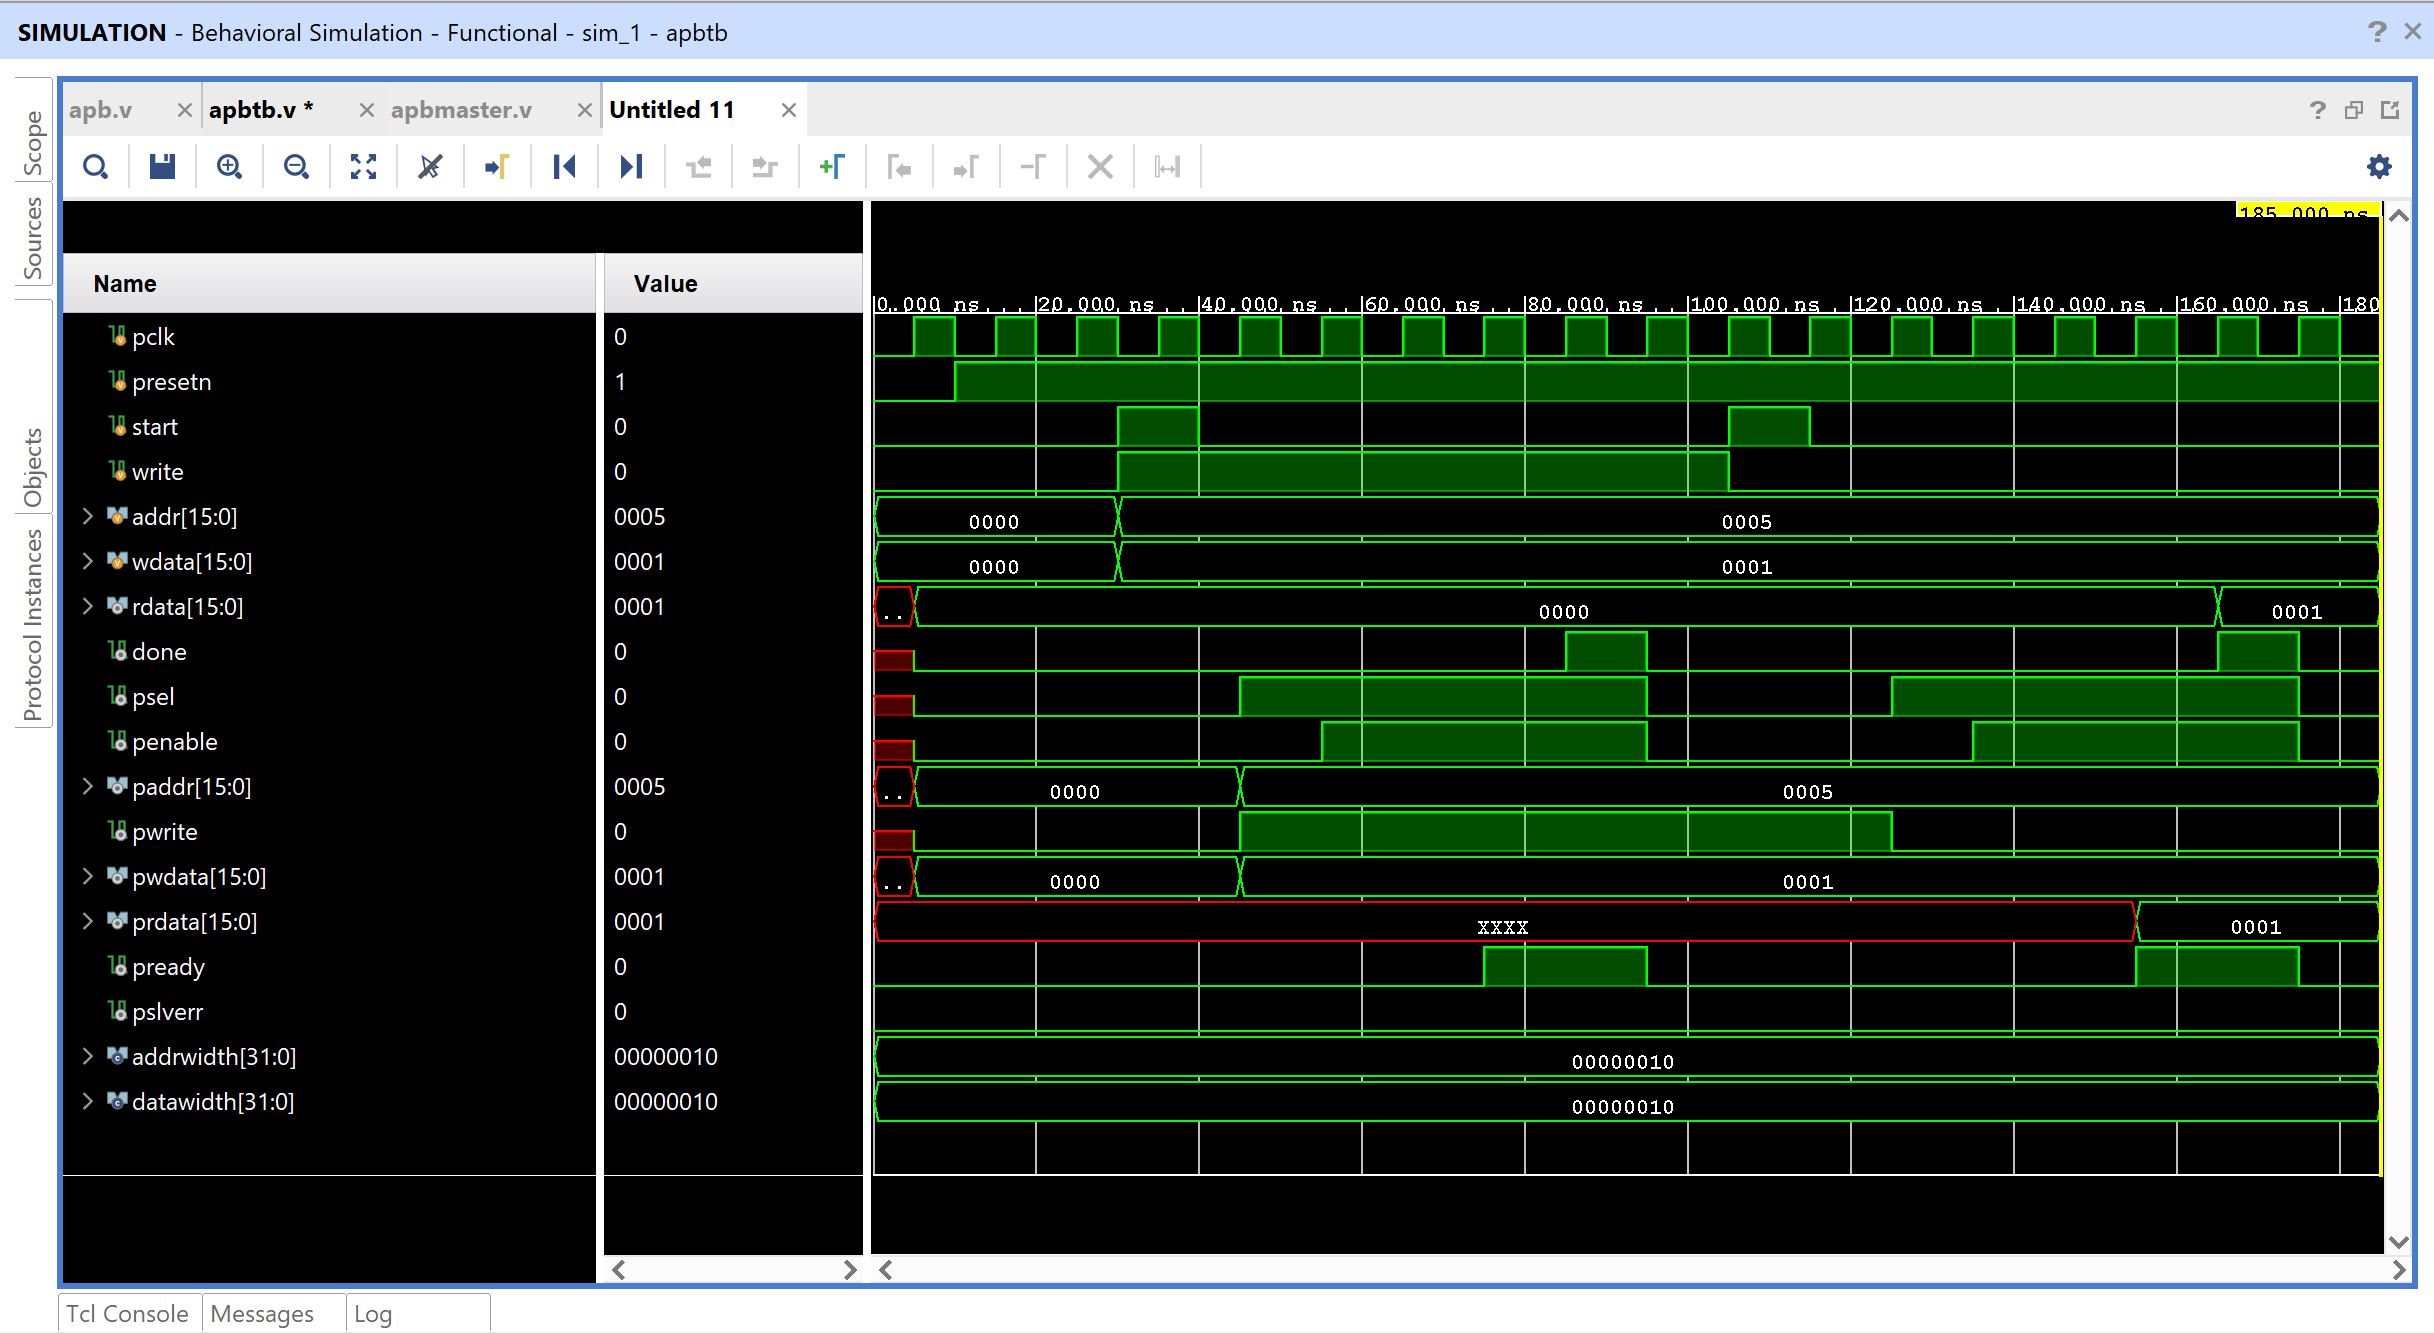 SIMULATION - Behavioral Simulation - Functional - sim_1 - apbtb
Scope
Sources
Objects
Protocol Instances
apb.v
apbtb.v *
apbmaster.v
Untitled 11
185.000 ns
Name
Value
0.000 ns
20.000 ns
40.000 ns
60.000 ns
80.000 ns
100.000 ns
120.000 ns
140.000 ns
160.000 ns
180
pclk 0
presetn 1
start 0
write 0
addr[15:0] 0005 0000 0005
wdata[15:0] 0001 0000 0001
rdata[15:0] 0001 .. 0000 0001
done 0
psel 0
penable 0
paddr[15:0] 0005 .. 0000 0005
pwrite 0
pwdata[15:0] 0001 .. 0000 0001
prdata[15:0] 0001 XXXX 0001
pready 0
pslverr 0
addrwidth[31:0] 00000010 00000010
datawidth[31:0] 00000010 00000010
Tcl Console
Messages
Log